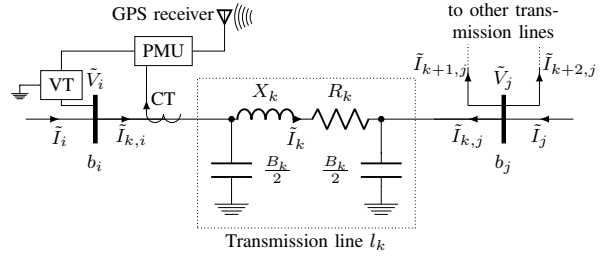 GPS receiver
to other trans-
mission lines
PMU
VT
CT
Ṽ_i
Ĩ_{k+1,j}
Ṽ_j
Ĩ_{k+2,j}
X_k
R_k
Ĩ_i
Ĩ_{k,i}
Ĩ_k
Ĩ_{k,j}
Ĩ_j
b_i
B_k/2
B_k/2
b_j
Transmission line l_k